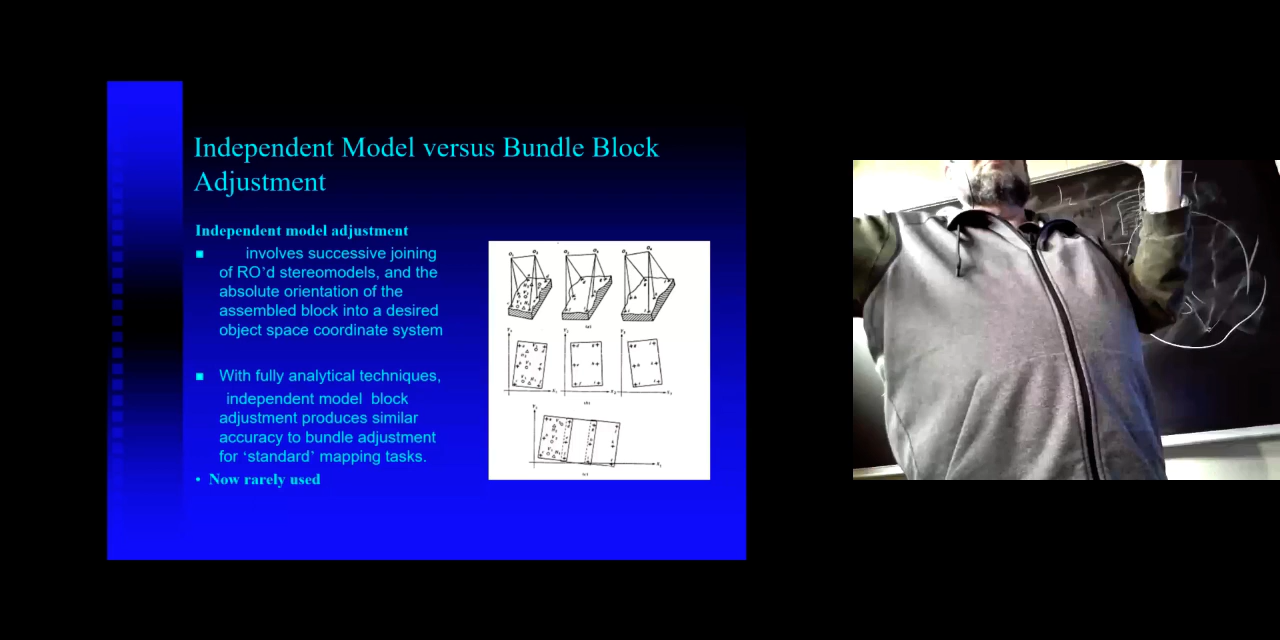 Independent Model versus Bundle Block
Adjustment
Independent model adjustment
■ involves successive joining
of RO’d stereomodels, and the
absolute orientation of the
assembled block into a desired
object space coordinate system
■ With fully analytical techniques,
independent model block
adjustment produces similar
accuracy to bundle adjustment
for ‘standard’ mapping tasks.
• Now rarely used